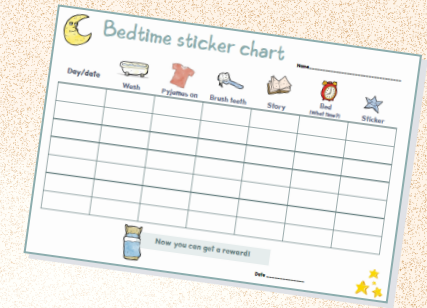 Bedtime sticker chart
Name
Day/date
Wash
Pyjamas on
Brush teeth
Story
Bed
(What time?)
Sticker
Now you can get a reward!
Date